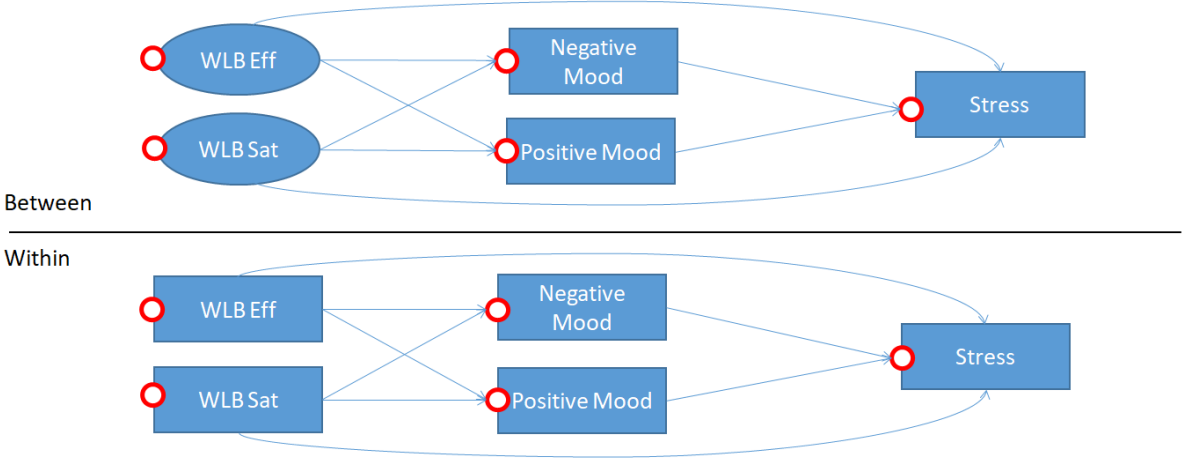 WLB Eff
Negative
Mood
Stress
WLB Sat
Positive Mood
Between
Within
WLB Eff
Negative
Mood
Stress
WLB Sat
Positive Mood